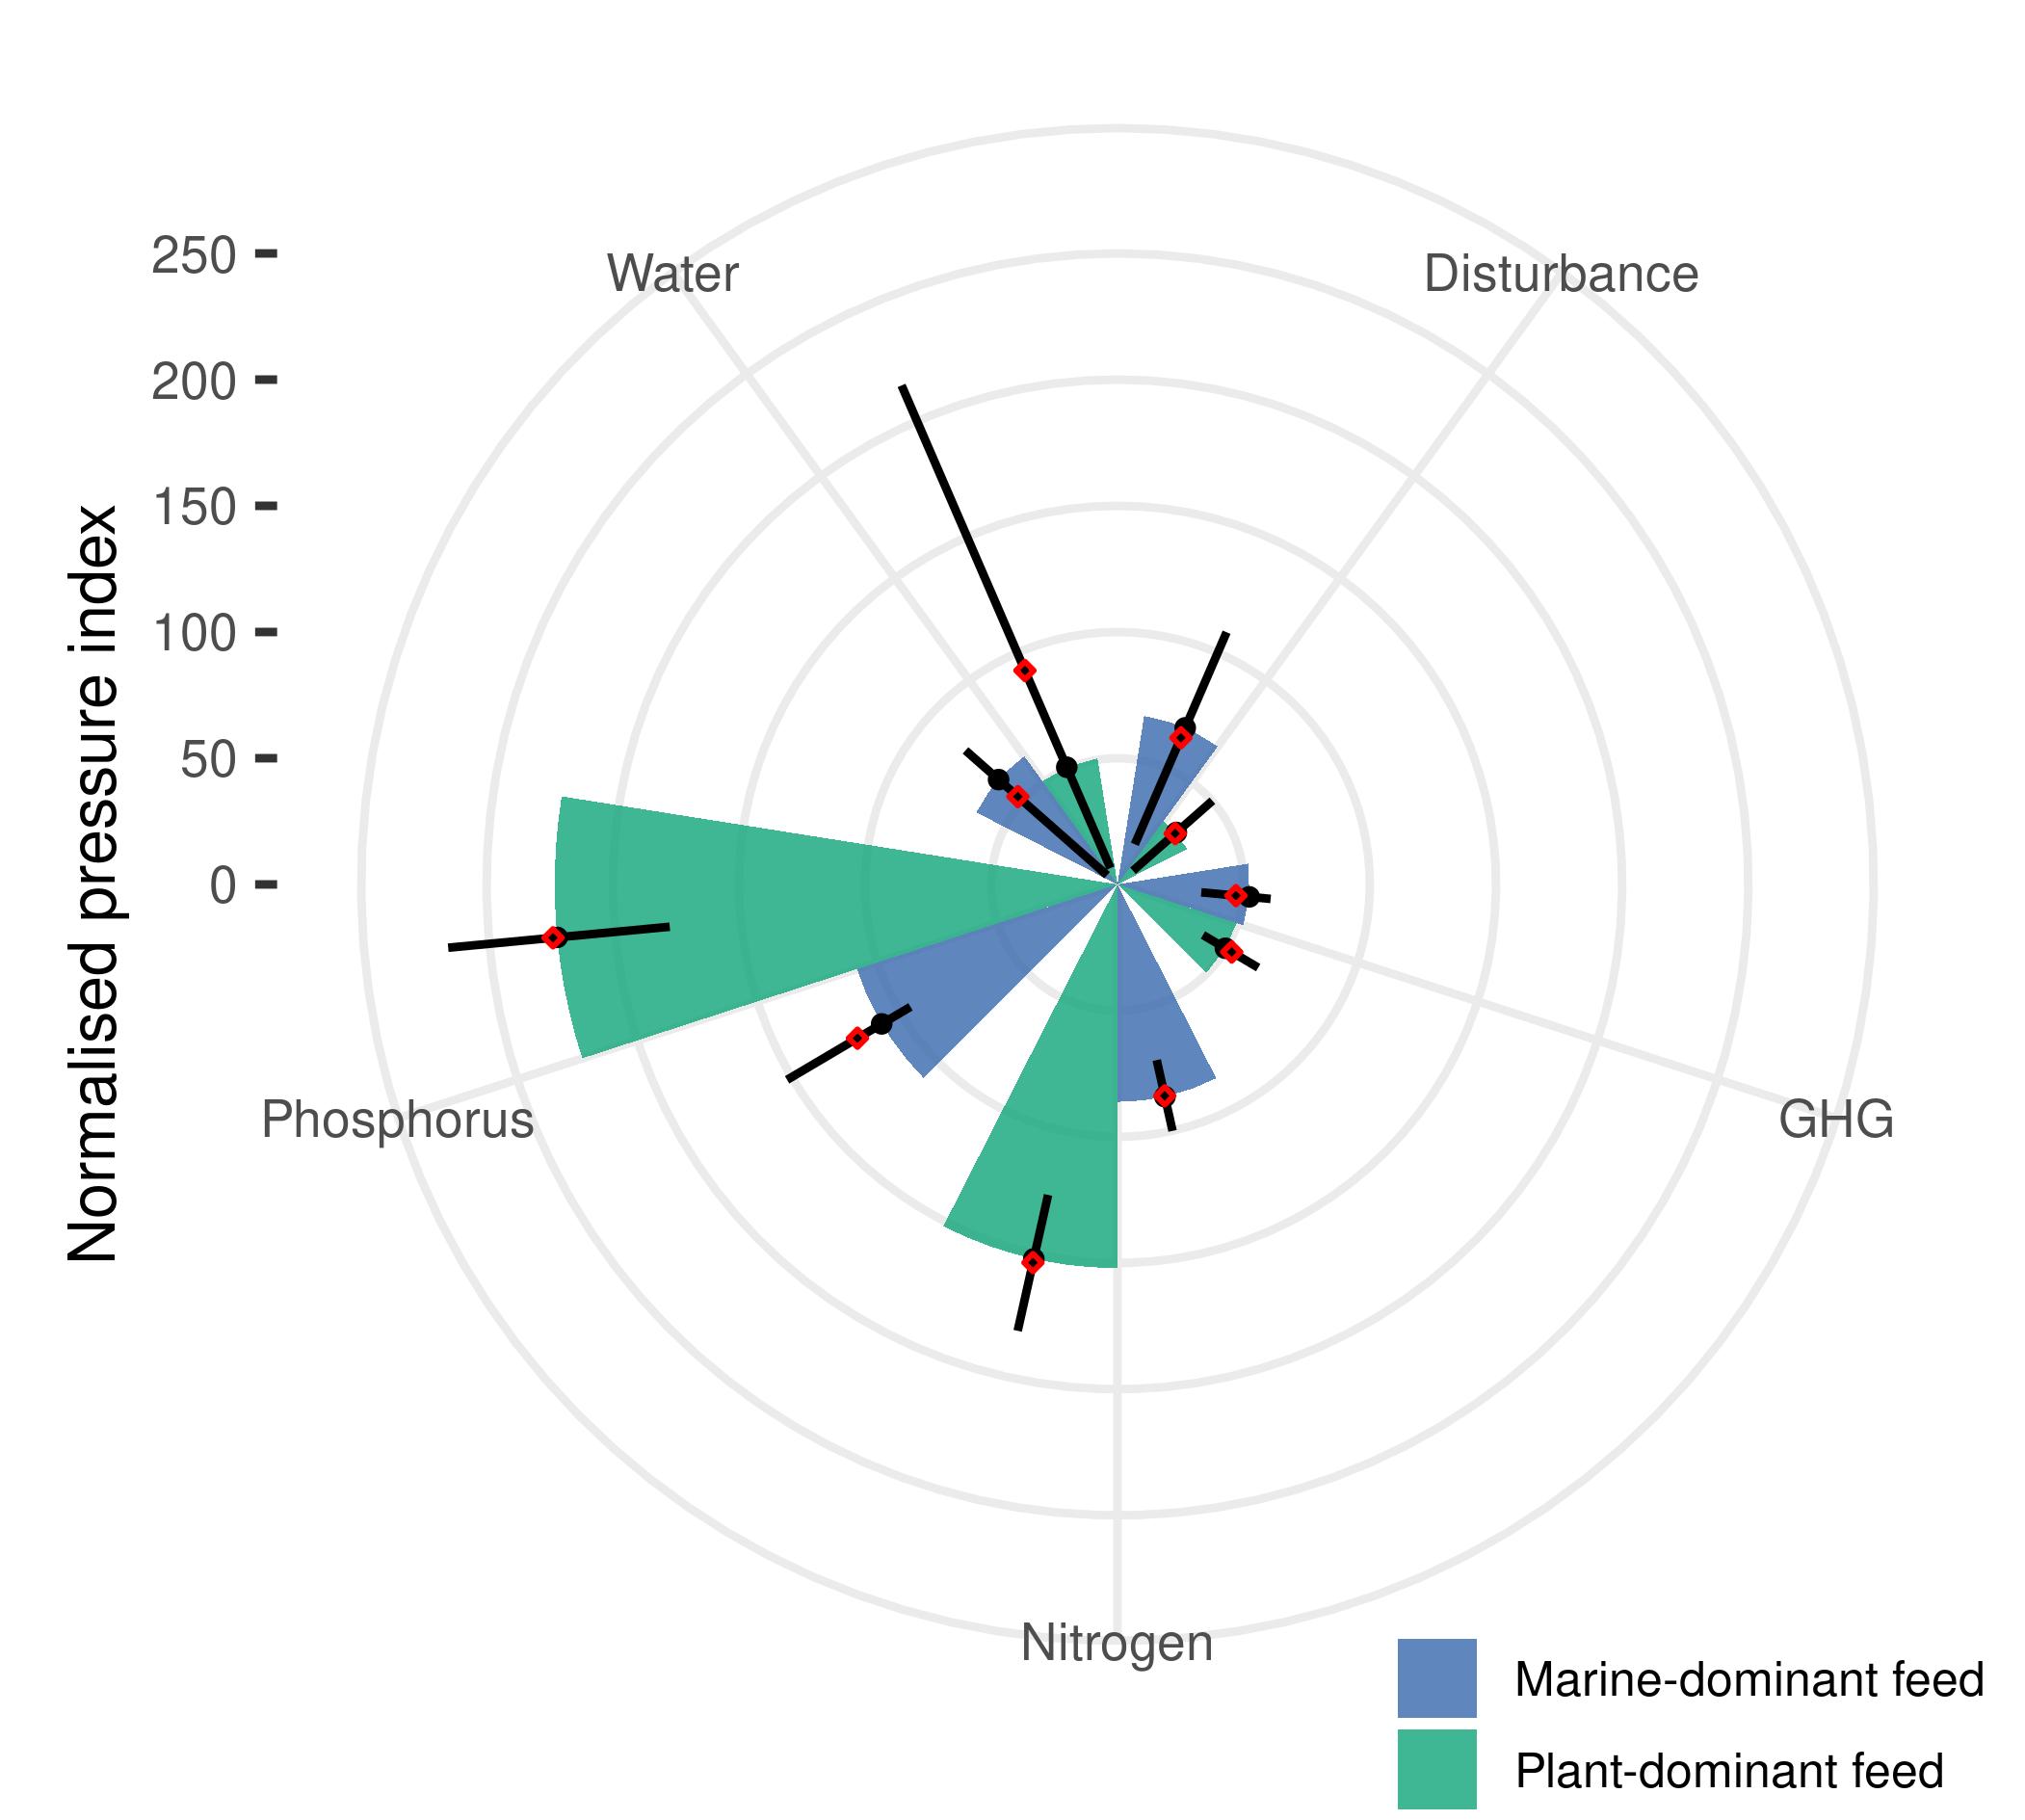 Normalised pressure index
250
200
150
100
50
0
Water
Disturbance
Phosphorus
GHG
Nitrogen
Marine-dominant feed
Plant-dominant feed